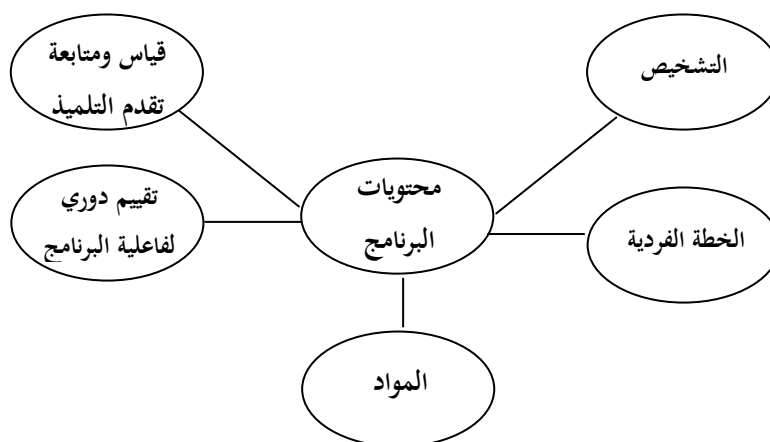 التشخيص
قياس ومتابعة
تقدم التلميذ
محتويات
البرنامج
الخطة الفردية
تقييم دوري
لفاعلية البرنامج
المواد